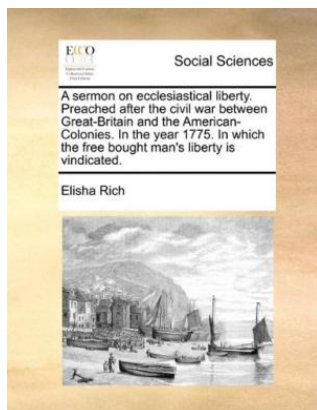 ECCO
Social Sciences
A sermon on ecclesiastical liberty.
Preached after the civil war between
Great-Britain and the American-
Colonies. In the year 1775. In which
the free bought man's liberty is
vindicated.
Elisha Rich